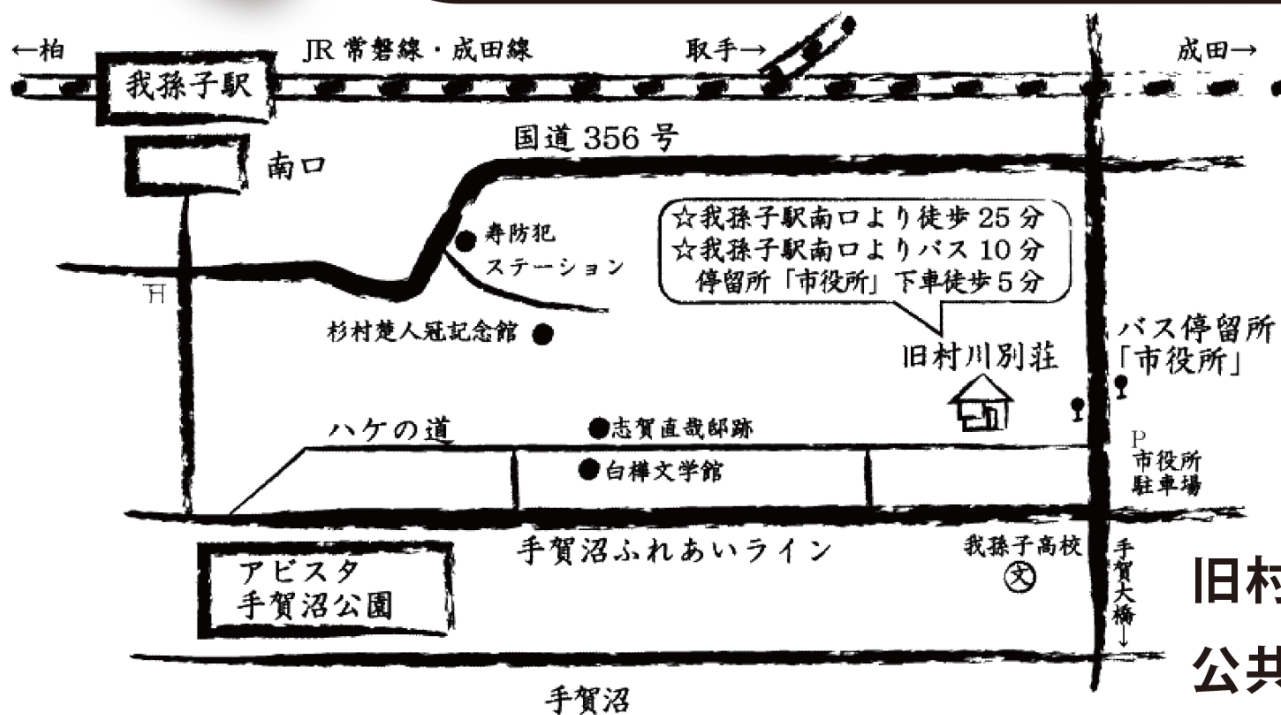 ←柏
JR 常磐線・成田線
取手→
成田→
我孫子駅
国道 356 号
南口
☆我孫子駅南口より徒歩 25 分
☆我孫子駅南口よりバス 10 分
停留所「市役所」下車徒歩 5 分
寿防犯
ステーション
杉村楚人冠記念館
旧村川別荘
バス停留所
「市役所」
ハケの道
志賀直哉邸跡
白樺文学館
P
市役所
駐車場
手賀沼ふれあいライン
我孫子高校
文
手賀大橋→
アビスタ
手賀沼公園
手賀沼
旧村
公共